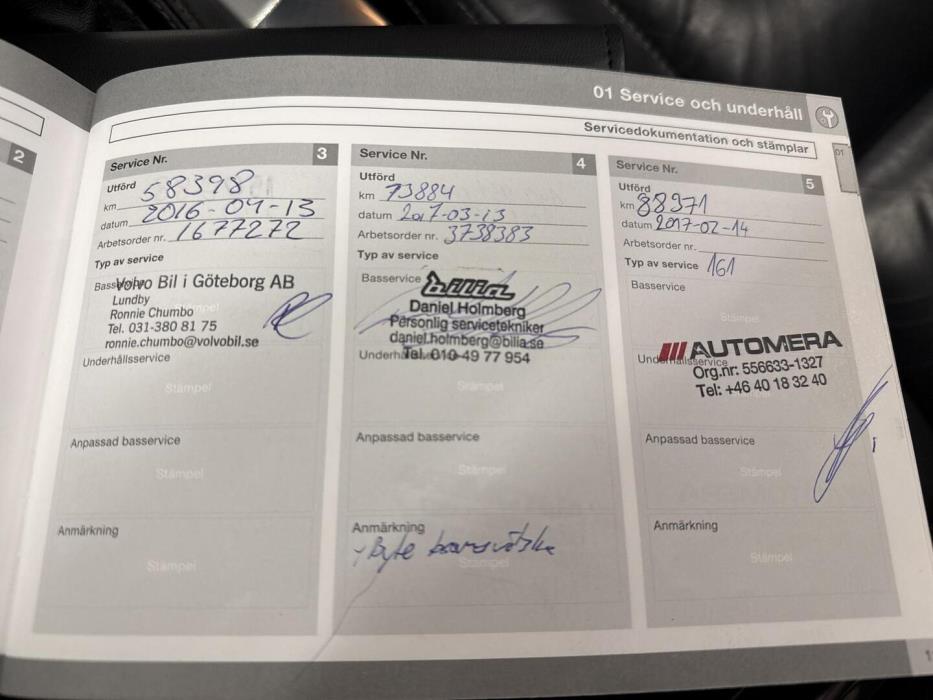 01 Service och underhåll
Servicedokumentation och stämplar
01
2
Service Nr. 3
Utförd
km 58398
datum 2016-04-13
Arbetsorder nr. 1677272
Typ av service
Basservice
Volvo Bil i Göteborg AB
Lundby
Ronnie Chumbo
Tel. 031-380 81 75
ronnie.chumbo@volvobil.se
Underhållsservice
Stämpel
Anpassad basservice
Stämpel
Anmärkning
Stämpel
Service Nr. 4
Utförd
km 73884
datum 2017-03-13
Arbetsorder nr. 3738383
Typ av service
Basservice
bilia
Daniel Holmberg
Personlig servicetekniker
daniel.holmberg@bilia.se
Underhållsservice
Tel. 010-49 77 954
Stämpel
Anpassad basservice
Stämpel
Anmärkning
Byte bromsvätska
Stämpel
Service Nr. 5
Utförd
km 88971
datum 2017-02-14
Arbetsorder nr.
Typ av service 161
Basservice
Stämpel
Underhållsservice
AUTOMERA
Org.nr: 556633-1327
Tel: +46 40 18 32 40
Anpassad basservice
Stämpel
Anmärkning
Stämpel